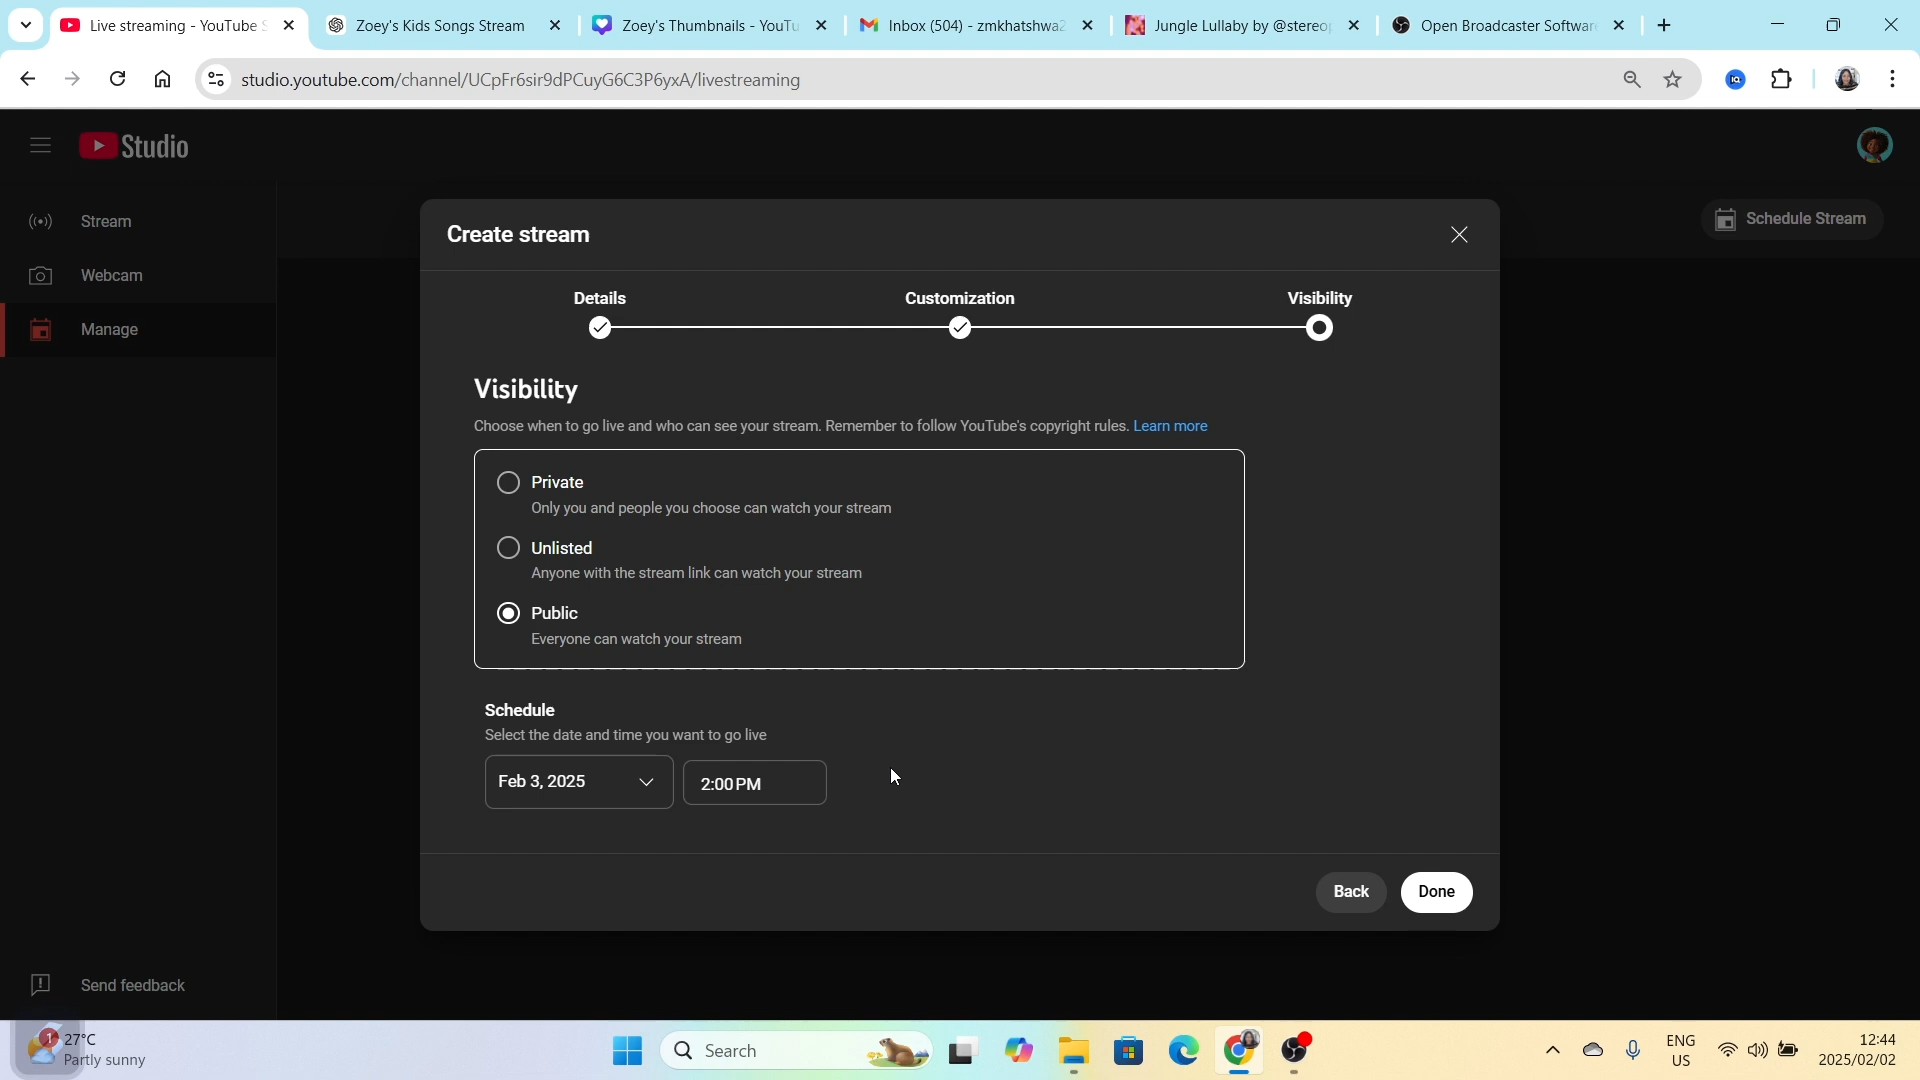 Live streaming - YouTube S
Zoey's Kids Songs Stream
Zoey's Thumbnails - YouTu
Inbox (504) - zmkhatshwa2
Jungle Lullaby by @stereop
Open Broadcaster Software
studio.youtube.com/channel/UCpFr6sir9dPCuyG6C3P6yxA/livestreaming
Studio
Stream
Webcam
Manage
Send feedback
Schedule Stream
Create stream
Details
Customization
Visibility
Visibility
Choose when to go live and who can see your stream. Remember to follow YouTube's copyright rules. Learn more
Private
Only you and people you choose can watch your stream
Unlisted
Anyone with the stream link can watch your stream
Public
Everyone can watch your stream
Schedule
Select the date and time you want to go live
Feb 3, 2025
2:00 PM
Back
Done
1
27°C
Partly sunny
Search
ENG
US
12:44
2025/02/02